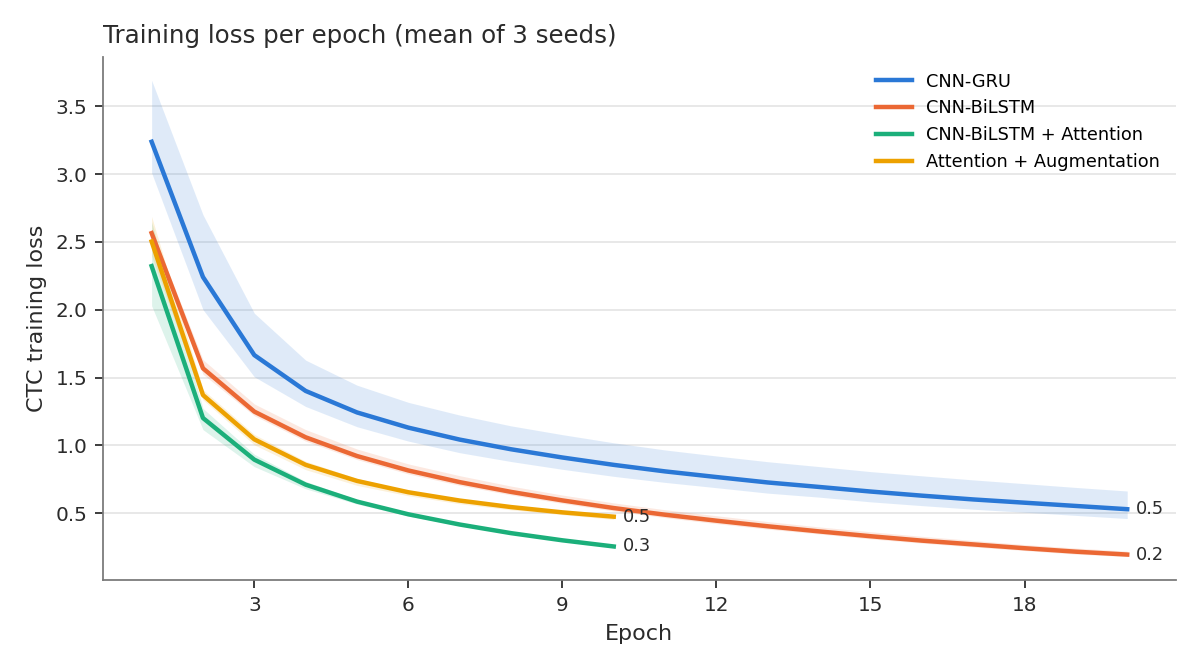 Training loss per epoch (mean of 3 seeds)
CNN-GRU
CNN-BiLSTM
CNN-BiLSTM + Attention
Attention + Augmentation
CTC training loss
3.5
3.0
2.5
2.0
1.5
1.0
0.5
0.5
0.3
0.5
0.2
3 6 9 12 15 18
Epoch